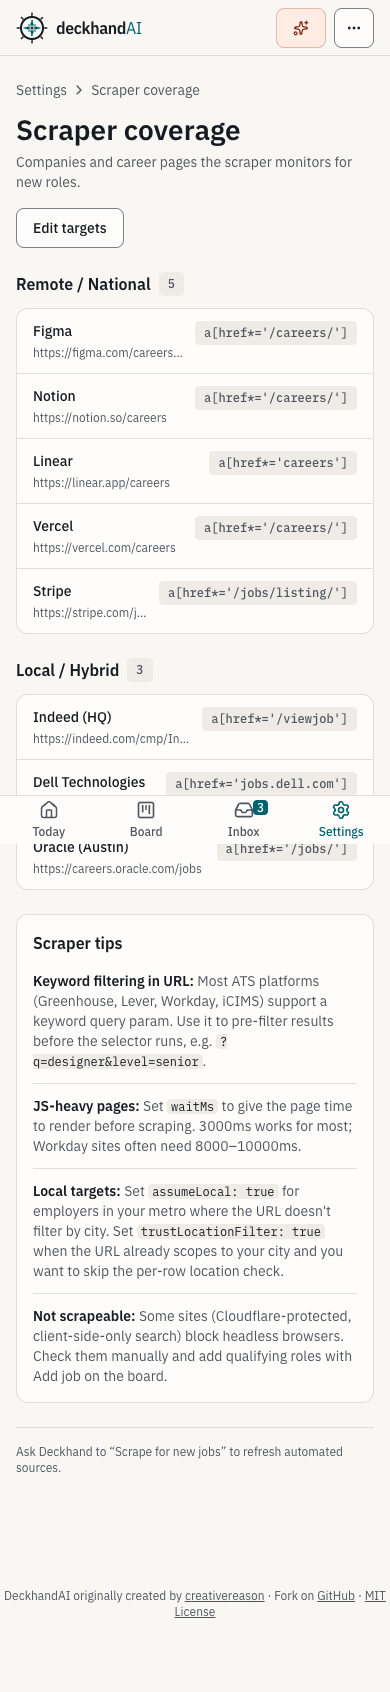 deckhandAI
Settings > Scraper coverage
Scraper coverage
Companies and career pages the scraper monitors for
new roles.
Edit targets
Remote / National 5
Figma a[href*='/careers/']
https://figma.com/careers...
Notion a[href*='/careers/']
https://notion.so/careers
Linear a[href*='careers']
https://linear.app/careers
Vercel a[href*='/careers/']
https://vercel.com/careers
Stripe a[href*='/jobs/listing/']
https://stripe.com/j...
Local / Hybrid 3
Indeed (HQ) a[href*='/viewjob']
https://indeed.com/cmp/In...
Dell Technologies a[href*='jobs.dell.com']
3
Today Board Inbox Settings
Oracle (Austin) a[href*='/jobs/']
https://careers.oracle.com/jobs
Scraper tips
Keyword filtering in URL: Most ATS platforms
(Greenhouse, Lever, Workday, iCIMS) support a
keyword query param. Use it to pre-filter results
before the selector runs, e.g. ?
q=designer&level=senior.
JS-heavy pages: Set waitMs to give the page time
to render before scraping. 3000ms works for most;
Workday sites often need 8000–10000ms.
Local targets: Set assumeLocal: true for
employers in your metro where the URL doesn't
filter by city. Set trustLocationFilter: true
when the URL already scopes to your city and you
want to skip the per-row location check.
Not scrapeable: Some sites (Cloudflare-protected,
client-side-only search) block headless browsers.
Check them manually and add qualifying roles with
Add job on the board.
Ask Deckhand to “Scrape for new jobs” to refresh automated
sources.
DeckhandAI originally created by creativereason · Fork on GitHub · MIT
License